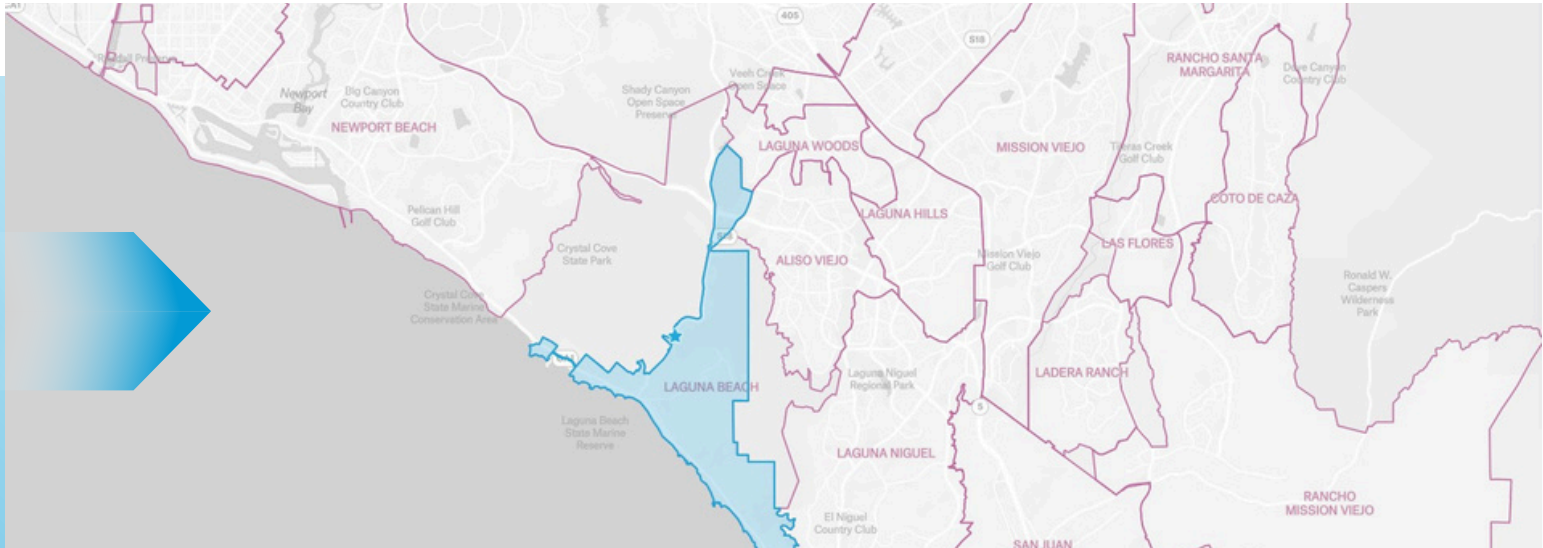 405
S18
RANCHO SANTA
MARGARITA
Dove Canyon
Country Club
Newport
Bay
Big Canyon
Country Club
Shady Canyon
Open Space
Preserve
Veeh Creek
Open Space
NEWPORT BEACH
LAGUNA WOODS
MISSION VIEJO
Tijeras Creek
Golf Club
COTO DE CAZA
Pelican Hill
Golf Club
LAGUNA HILLS
Crystal Cove
State Park
ALISO VIEJO
Mission Viejo
Golf Club
LAS FLORES
Ronald W.
Caspers
Wilderness
Park
Crystal Cove
State Marine
Conservation Area
LAGUNA BEACH
Laguna Niguel
Regional Park
LADERA RANCH
5
Laguna Beach
State Marine
Reserve
LAGUNA NIGUEL
RANCHO
MISSION VIEJO
El Niguel
Country Club
SAN JUAN